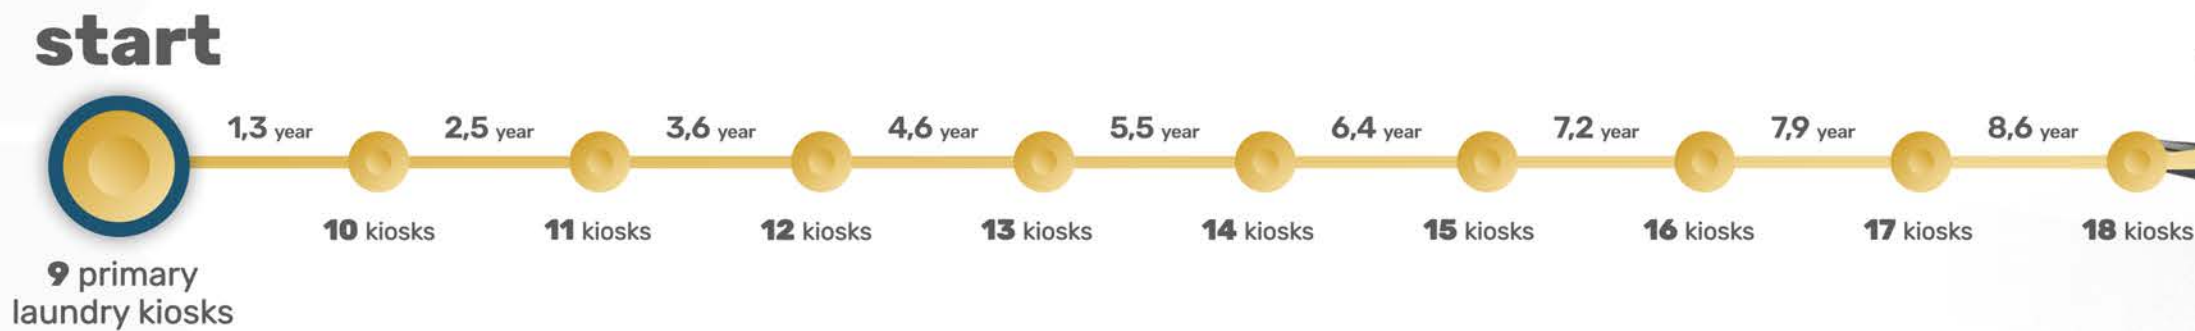 start
1,3 year
2,5 year
3,6 year
4,6 year
5,5 year
6,4 year
7,2 year
7,9 year
8,6 year
10 kiosks
11 kiosks
12 kiosks
13 kiosks
14 kiosks
15 kiosks
16 kiosks
17 kiosks
18 kiosks
9 primary
laundry kiosks